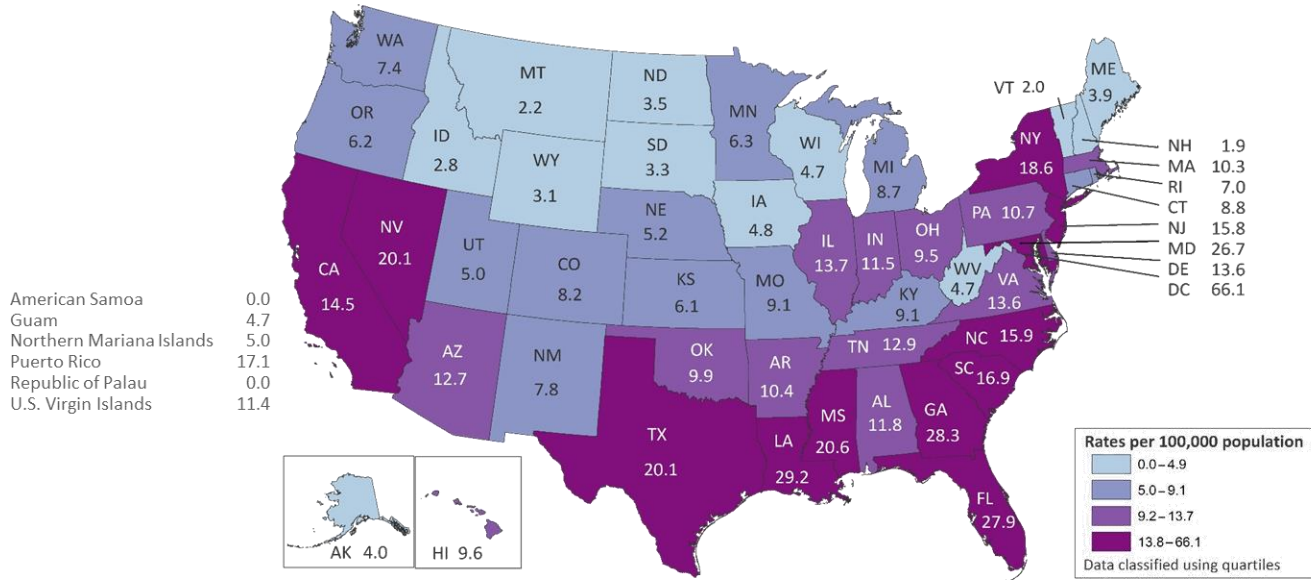 WA
7.4
OR
6.2
CA
14.5
NV
20.1
ID
2.8
MT
2.2
WY
3.1
UT
5.0
AZ
12.7
CO
8.2
NM
7.8
ND
3.5
SD
3.3
NE
5.2
KS
6.1
OK
9.9
TX
20.1
MN
6.3
IA
4.8
MO
9.1
AR
10.4
LA
29.2
WI
4.7
IL
13.7
MI
8.7
IN
11.5
OH
9.5
KY
9.1
TN 12.9
MS
20.6
AL
11.8
GA
28.3
FL
27.9
SC
16.9
NC 15.9
VA
13.6
WV
4.7
PA 10.7
NY
18.6
VT 2.0
ME
3.9
NH 1.9
MA 10.3
RI 7.0
CT 8.8
NJ 15.8
MD 26.7
DE 13.6
DC 66.1
American Samoa 0.0
Guam 4.7
Northern Mariana Islands 5.0
Puerto Rico 17.1
Republic of Palau 0.0
U.S. Virgin Islands 11.4
AK 4.0
HI 9.6
Rates per 100,000 population
0.0–4.9
5.0–9.1
9.2–13.7
13.8–66.1
Data classified using quartiles